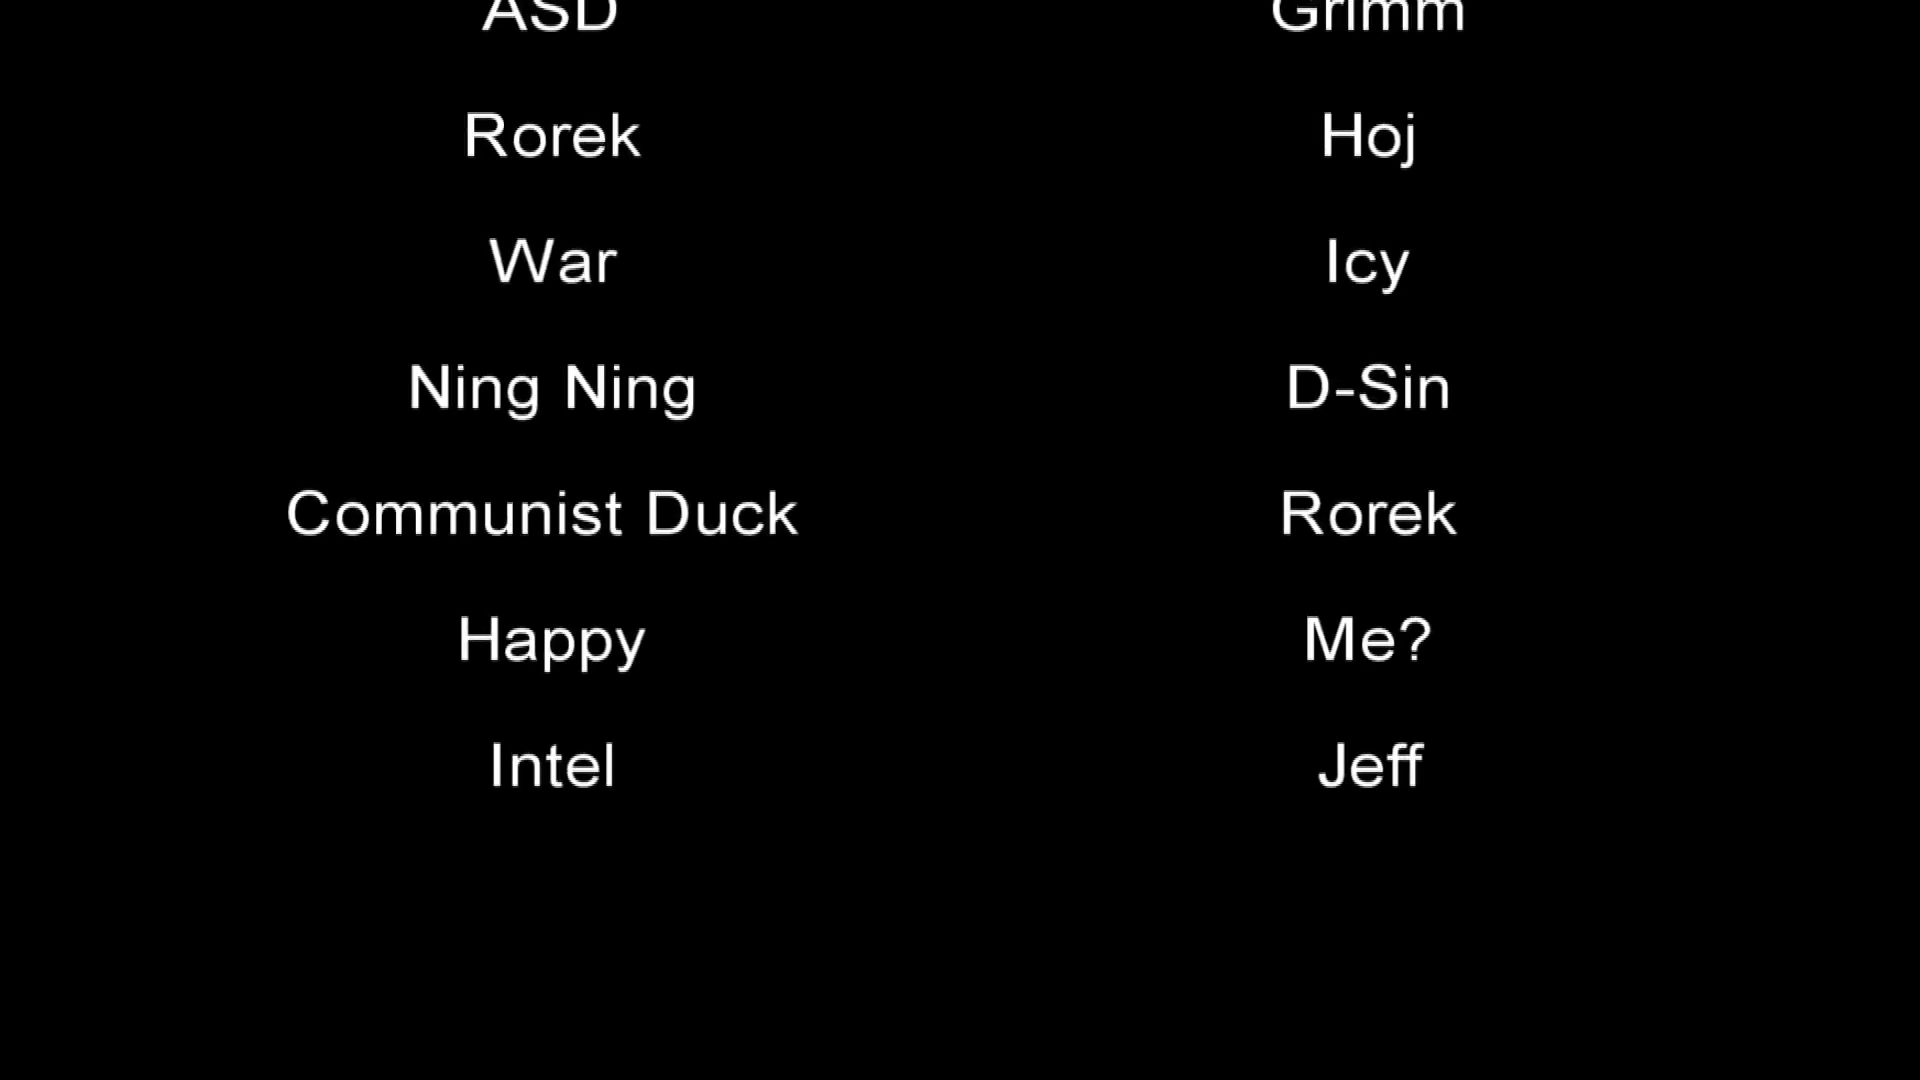 ASD Grimm
Rorek Hoj
War Icy
Ning Ning D-Sin
Communist Duck Rorek
Happy Me?
Intel Jeff